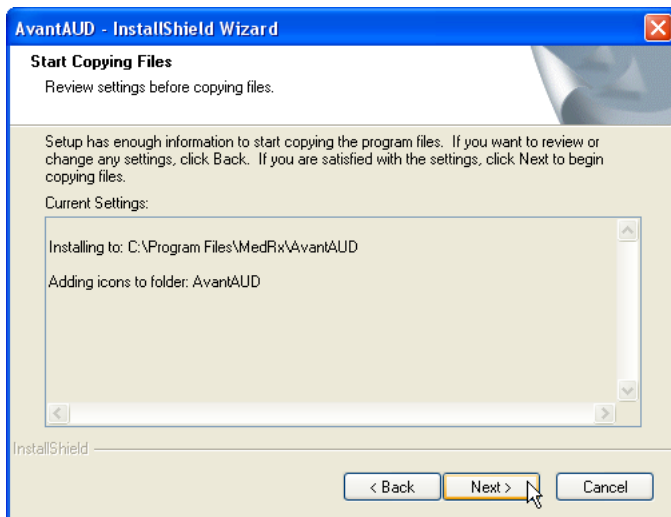 AvantAUD - InstallShield Wizard
Start Copying Files
Review settings before copying files.
Setup has enough information to start copying the program files.  If you want to review or
change any settings, click Back.  If you are satisfied with the settings, click Next to begin
copying files.
Current Settings:
Installing to: C:\Program Files\MedRx\AvantAUD
Adding icons to folder: AvantAUD
InstallShield
< Back
Next >
Cancel